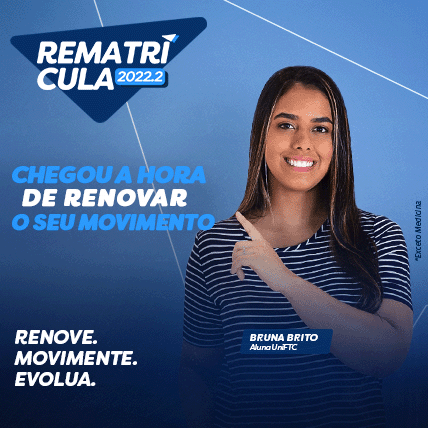 REMATRÍ
CULA 2022.2
CHEGOU A HORA
DE RENOVAR
O SEU MOVIMENTO
*Exceto Medicina
BRUNA BRITO
Aluna UniFTC
RENOVE.
MOVIMENTE.
EVOLUA.